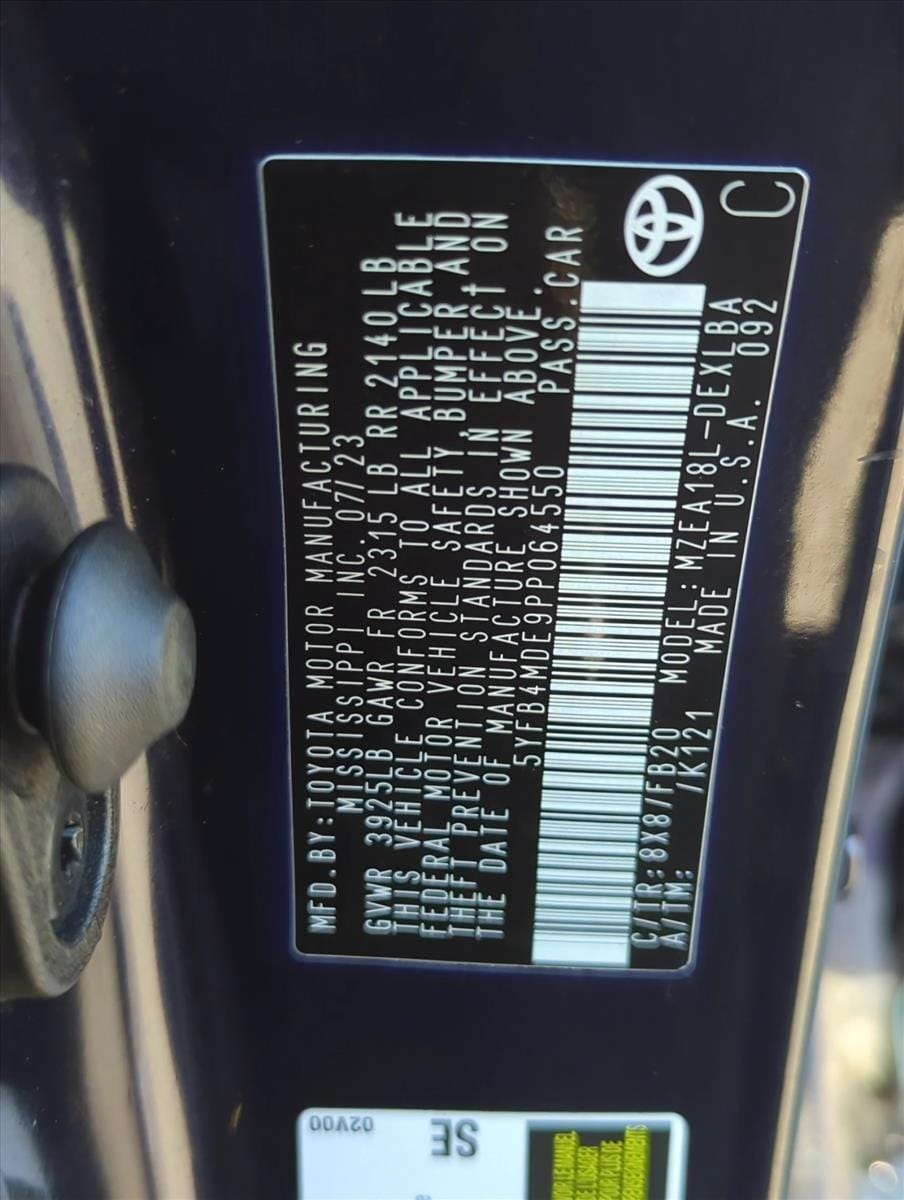 MFD.BY:TOYOTA MOTOR MANUFACTURING
MISSISSIPPI INC. 07/23
GVWR 3925LB GAWR FR 2315 LB RR 2140LB
THIS VEHICLE CONFORMS TO ALL APPLICABLE
FEDERAL MOTOR VEHICLE SAFETY, BUMPER AND
THEFT PREVENTION STANDARDS IN EFFECT ON
THE DATE OF MANUFACTURE SHOWN ABOVE.
5YFB4MDE9PP064550 PASS.CAR
C/TR:8X8/FB20 MODEL:MZEA18L-DEXLBA
A/TM: /K121 MADE IN U.S.A. 092
C
02V00
SE